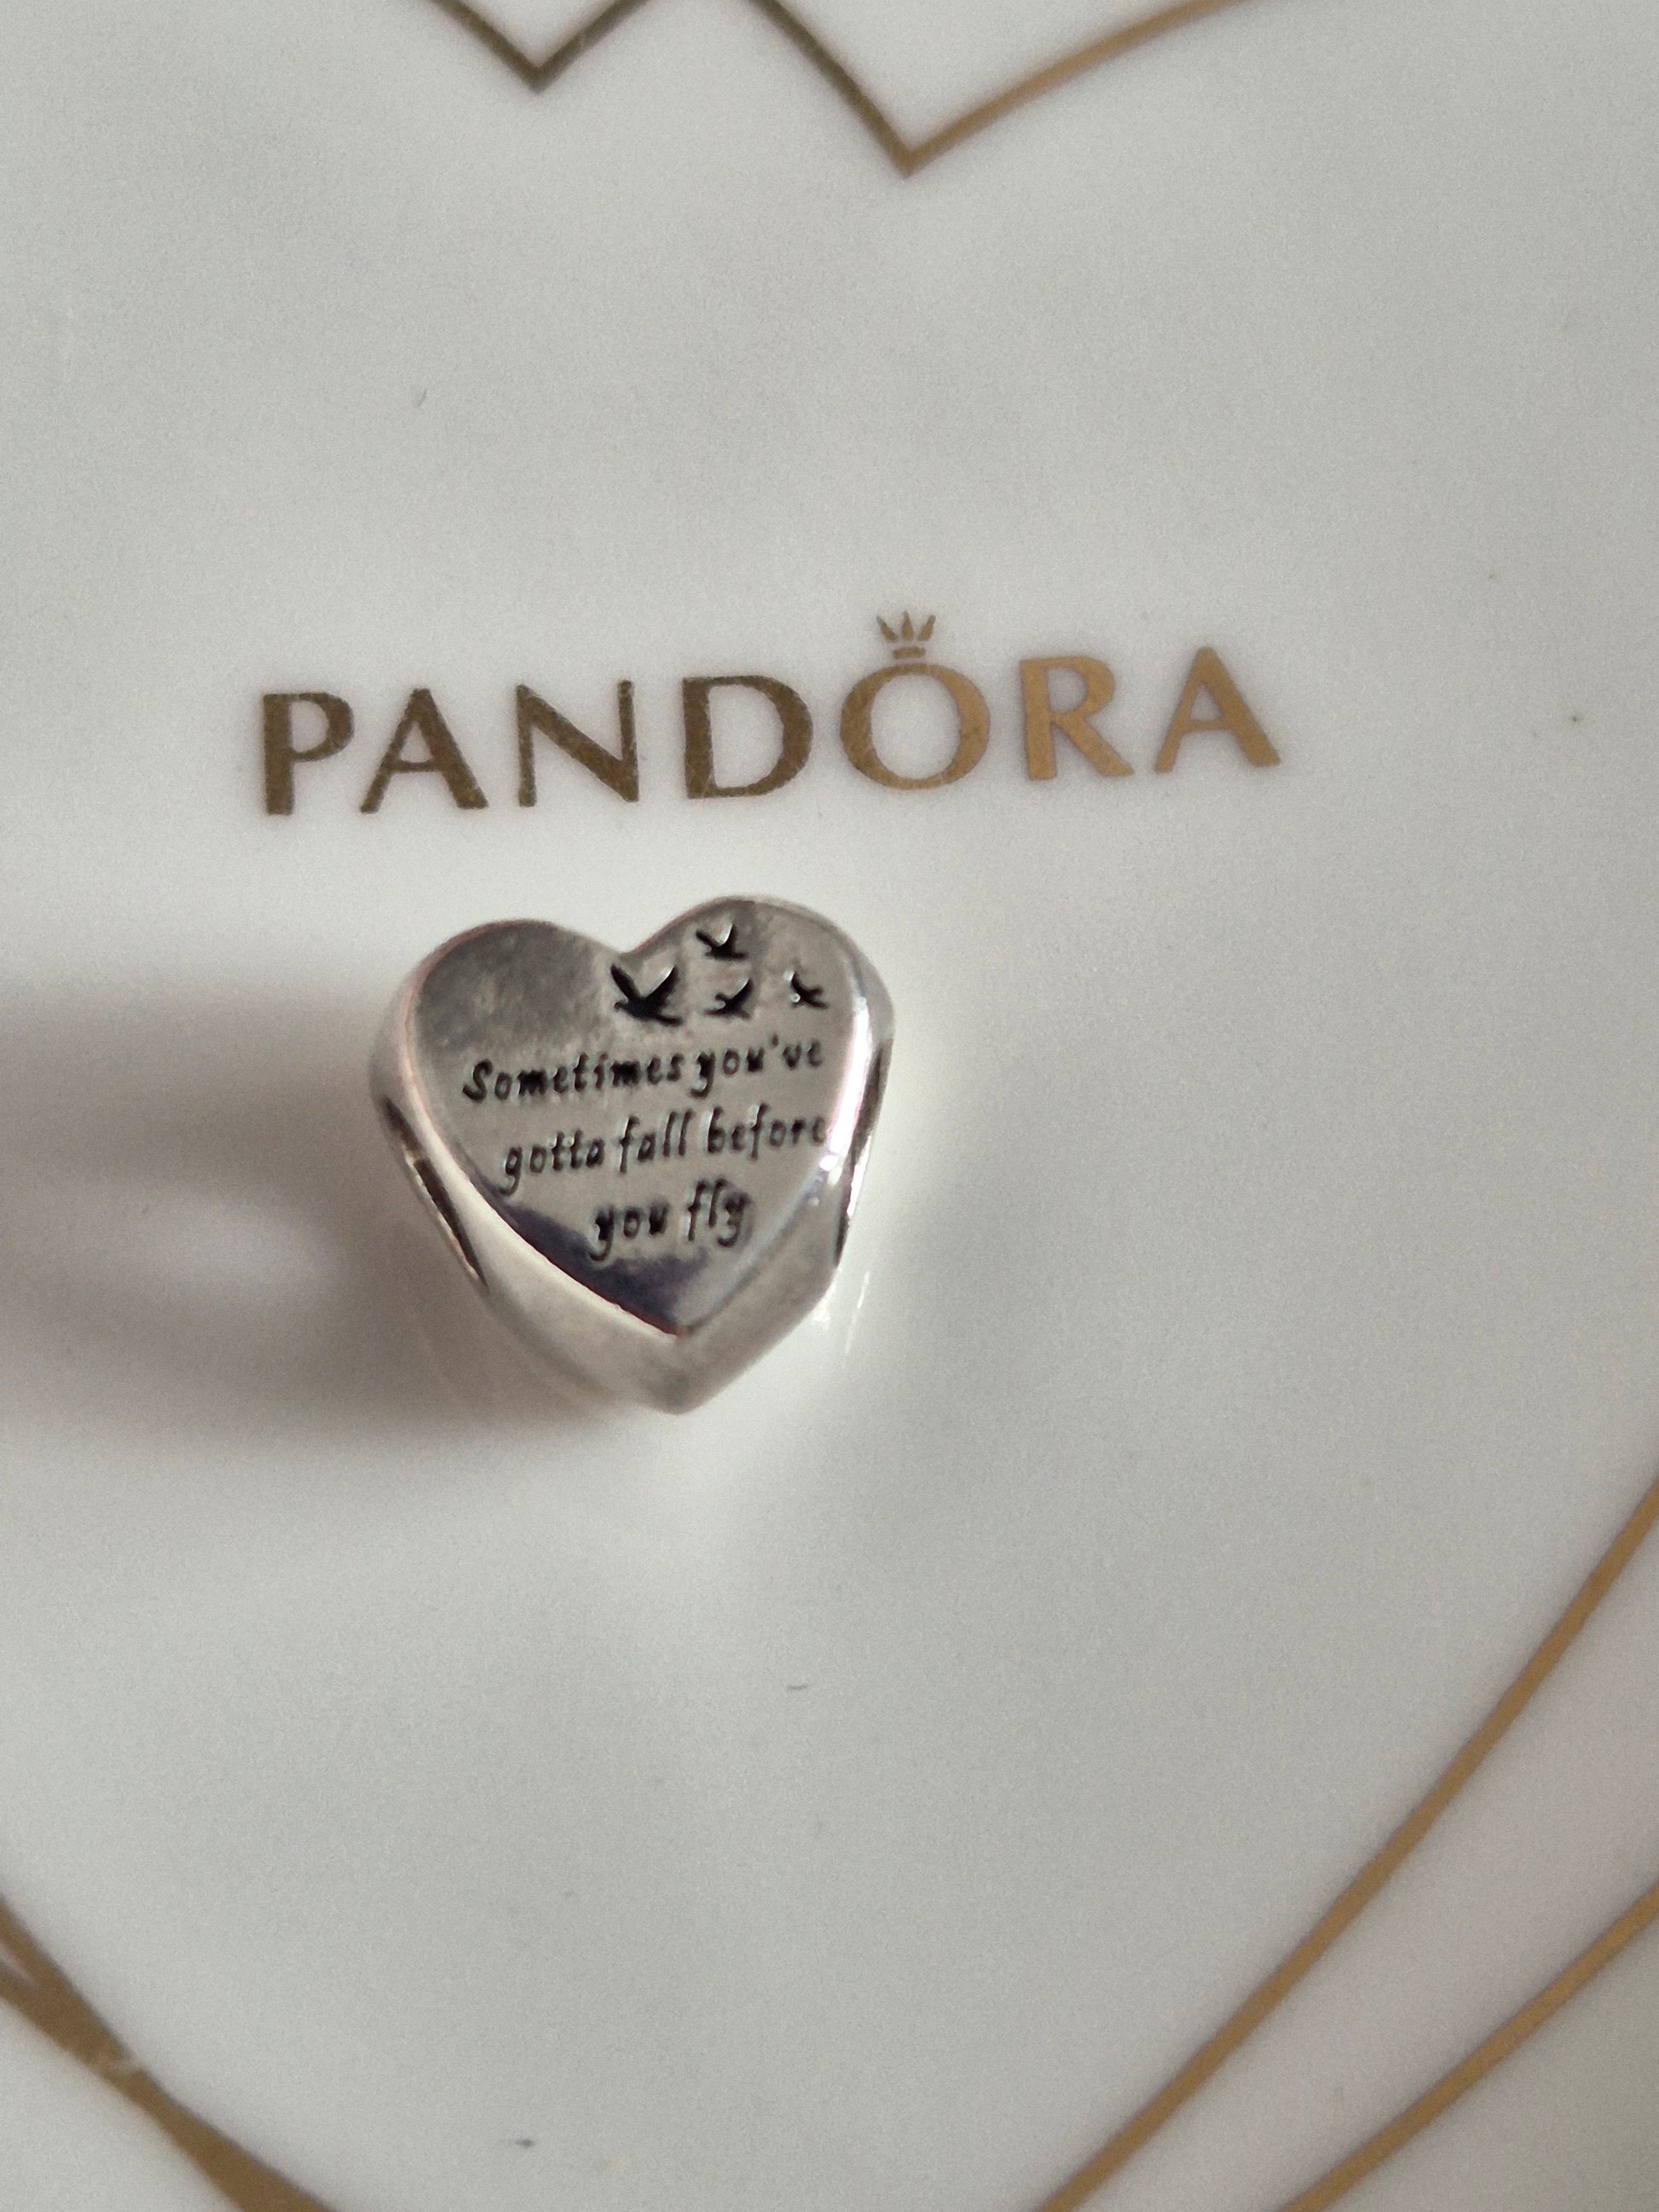 PANDORA
Sometimes you've
gotta fall before
you fly